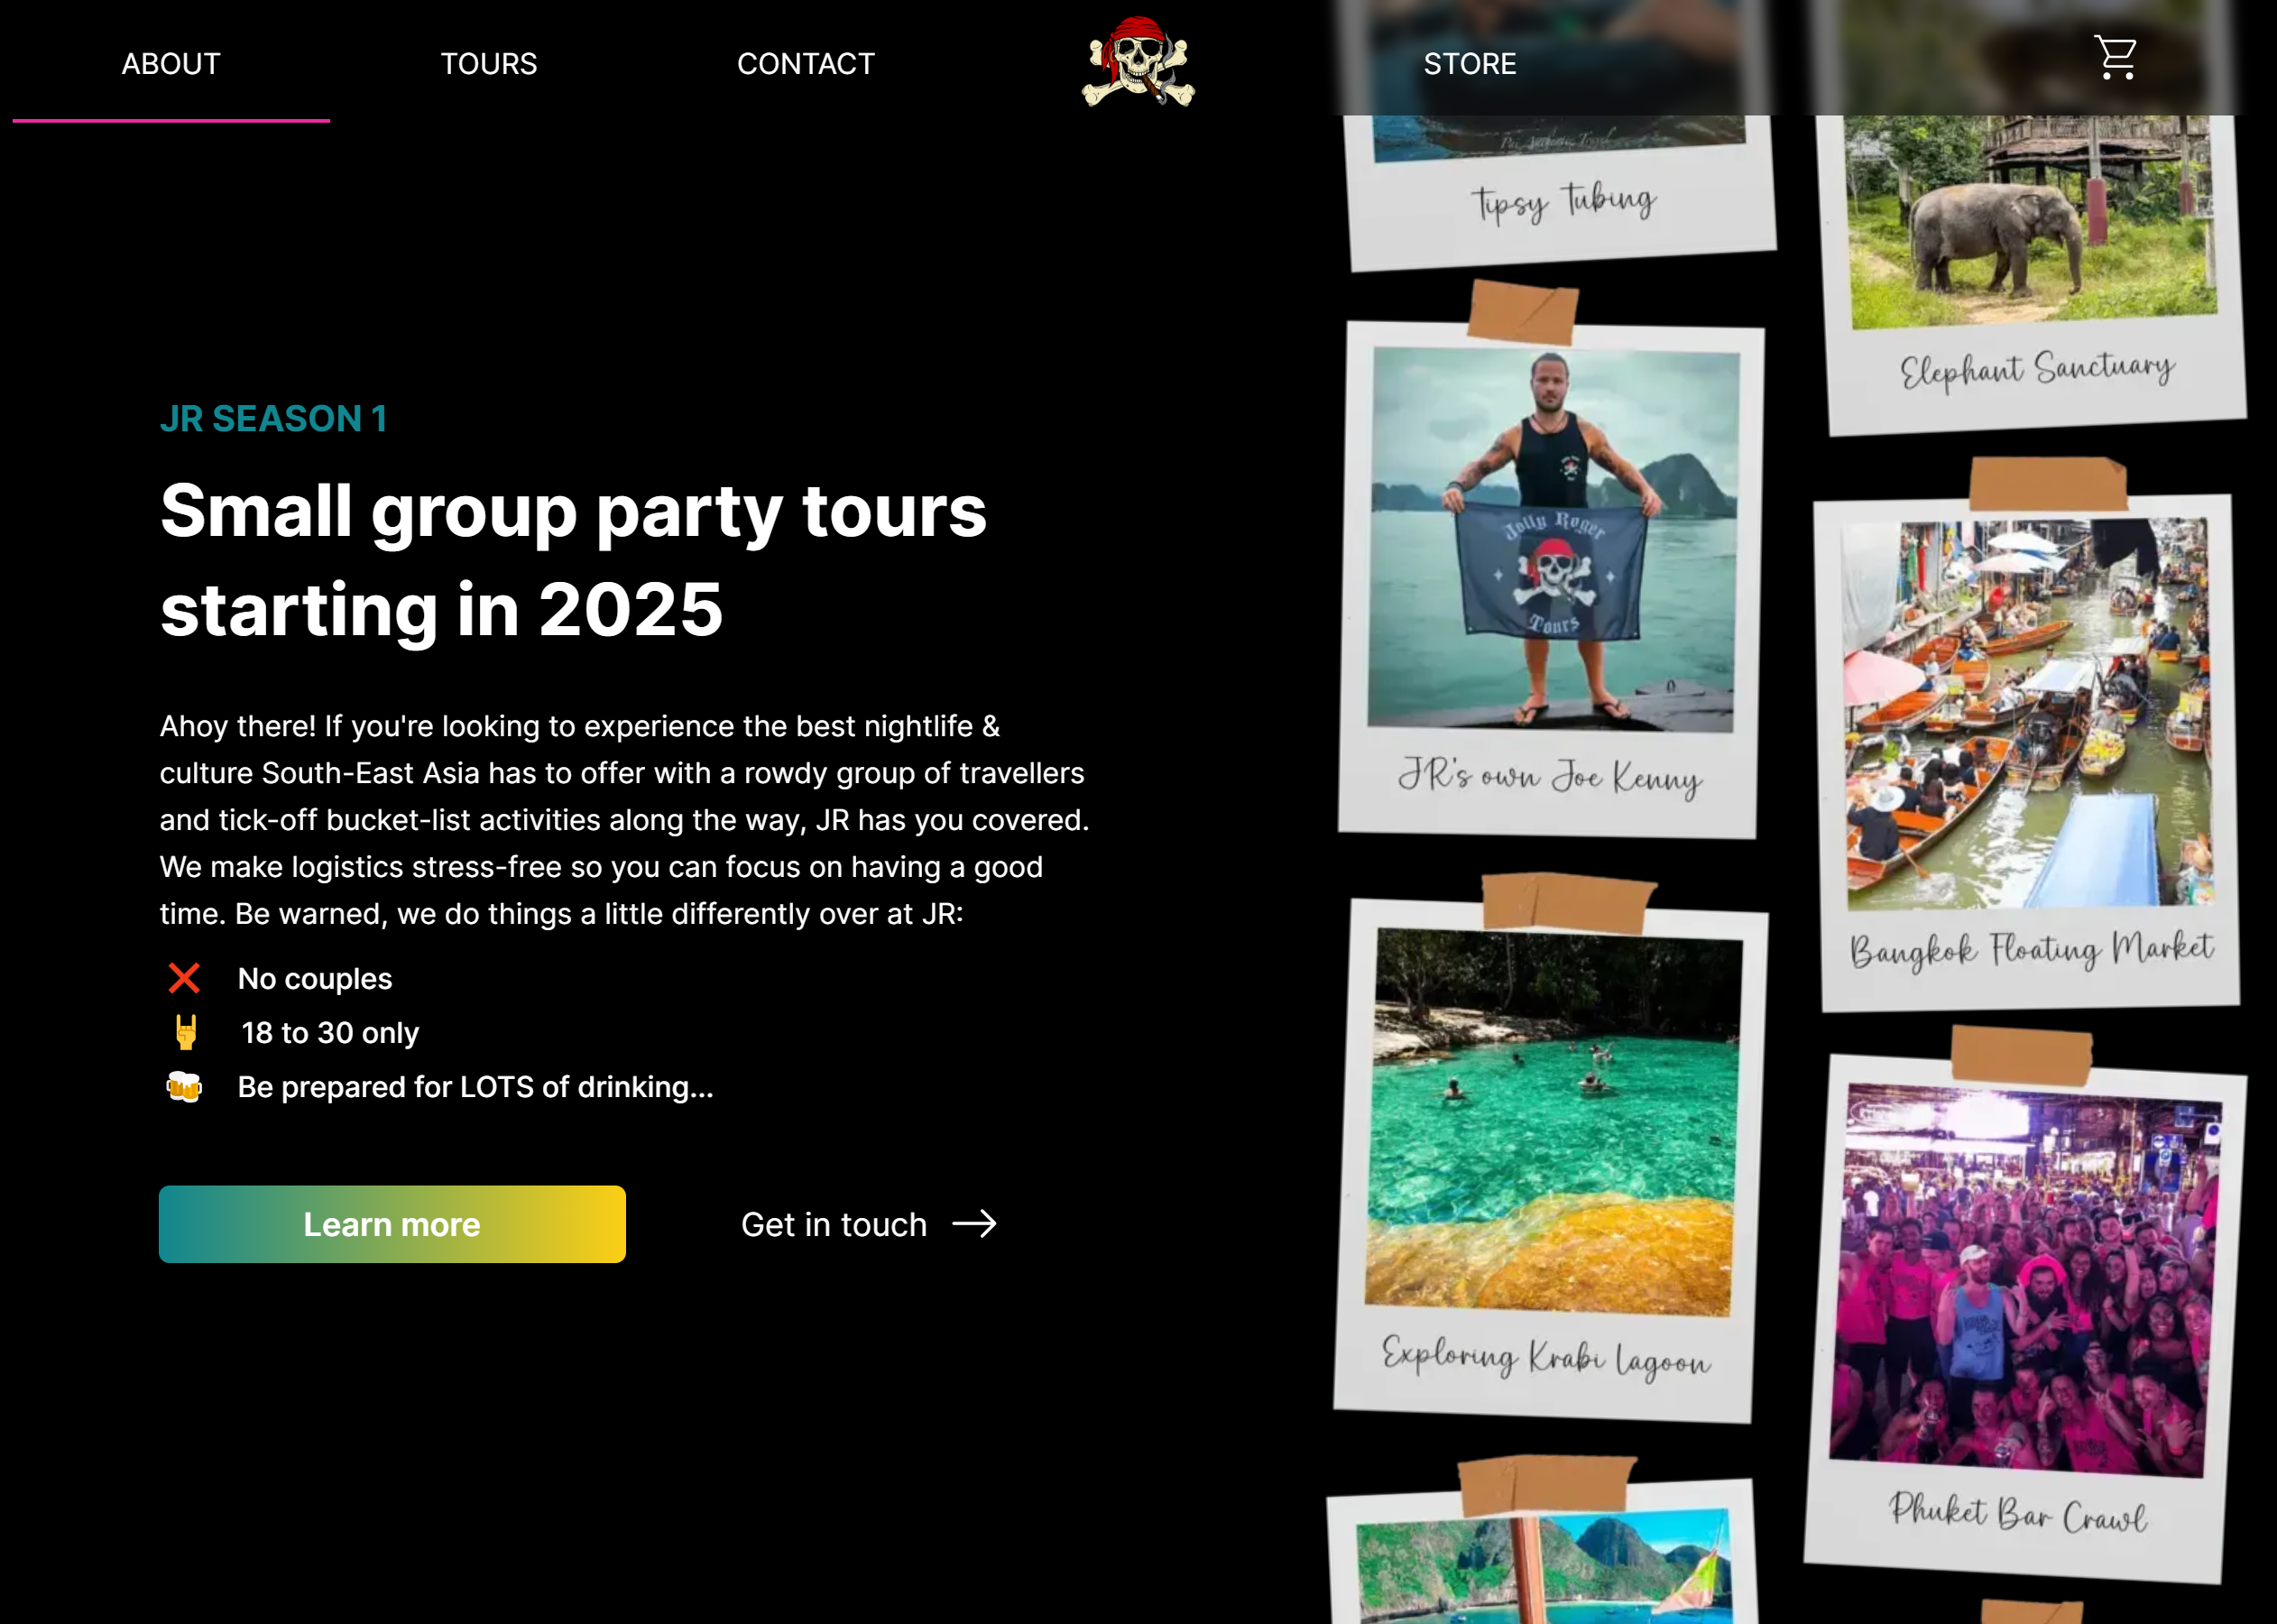 ABOUT
TOURS
CONTACT
STORE
JR SEASON 1
Small group party tours
starting in 2025
Ahoy there! If you're looking to experience the best nightlife &
culture South-East Asia has to offer with a rowdy group of travellers
and tick-off bucket-list activities along the way, JR has you covered.
We make logistics stress-free so you can focus on having a good
time. Be warned, we do things a little differently over at JR:
No couples
18 to 30 only
Be prepared for LOTS of drinking...
Learn more
Get in touch
Tipsy Tubing
Jolly Roger
Tours
JR's own Joe Kenny
Exploring Krabi Lagoon
Elephant Sanctuary
Bangkok Floating Market
Phuket Bar Crawl